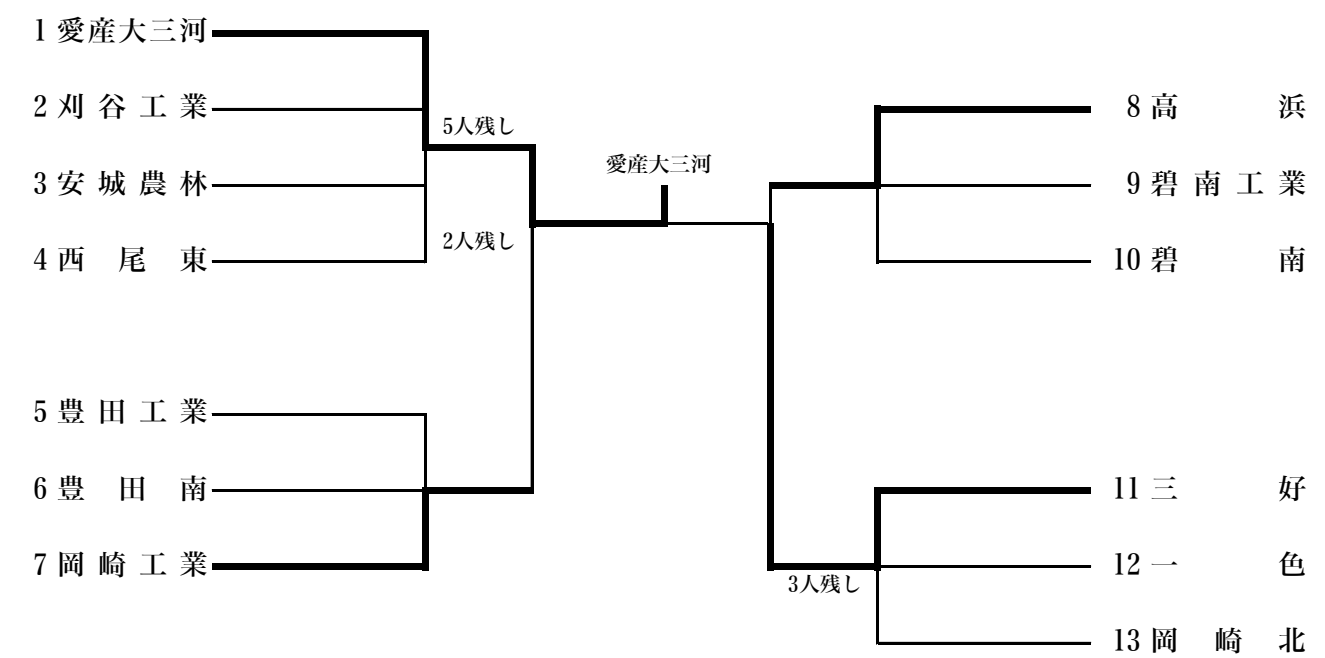 1 愛産大三河
2 刈谷工業
5人残し
3 安城農林
2人残し
4 西尾東
5 豊田工業
6 豊田南
7 岡崎工業
愛産大三河
8 高浜
9 碧南工業
10 碧南
11 三好
12 一色
3人残し
13 岡崎北